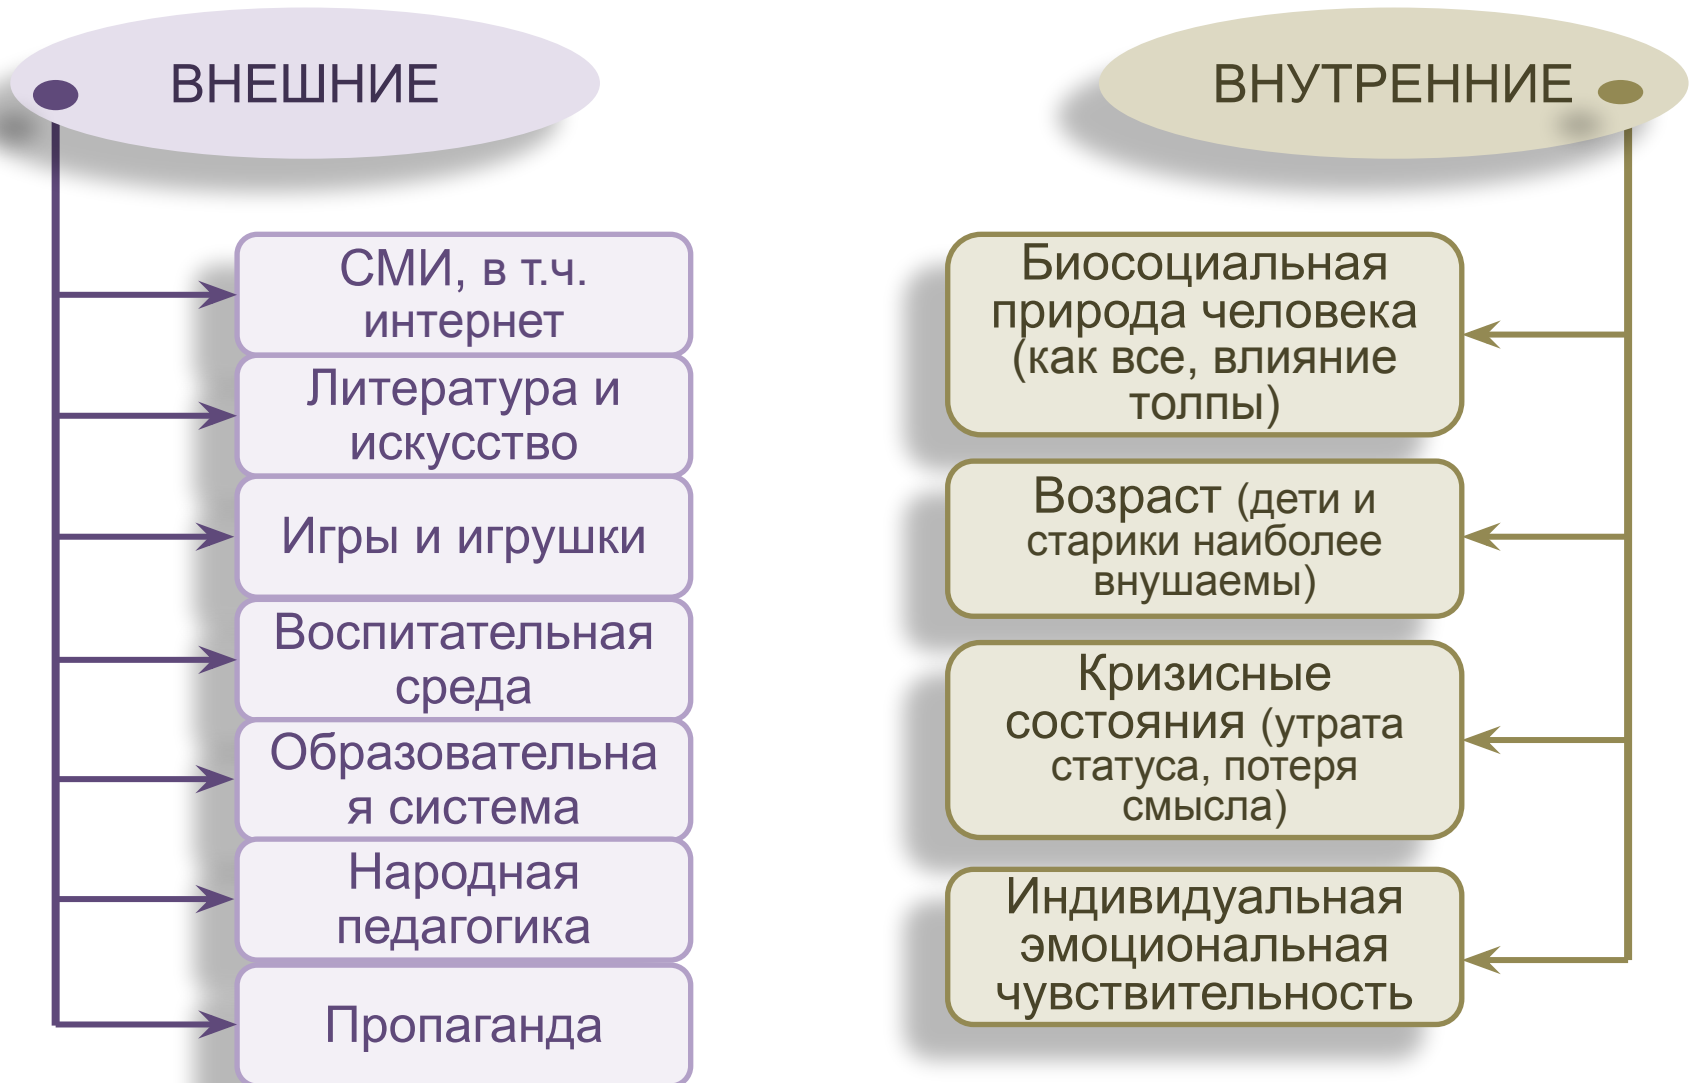 ВНЕШНИЕ
СМИ, в т.ч.
интернет
Литература и
искусство
Игры и игрушки
Воспитательная
среда
Образовательна
я система
Народная
педагогика
Пропаганда
ВНУТРЕННИЕ
Биосоциальная
природа человека
(как все, влияние
толпы)
Возраст (дети и
старики наиболее
внушаемы)
Кризисные
состояния (утрата
статуса, потеря
смысла)
Индивидуальная
эмоциональная
чувствительность